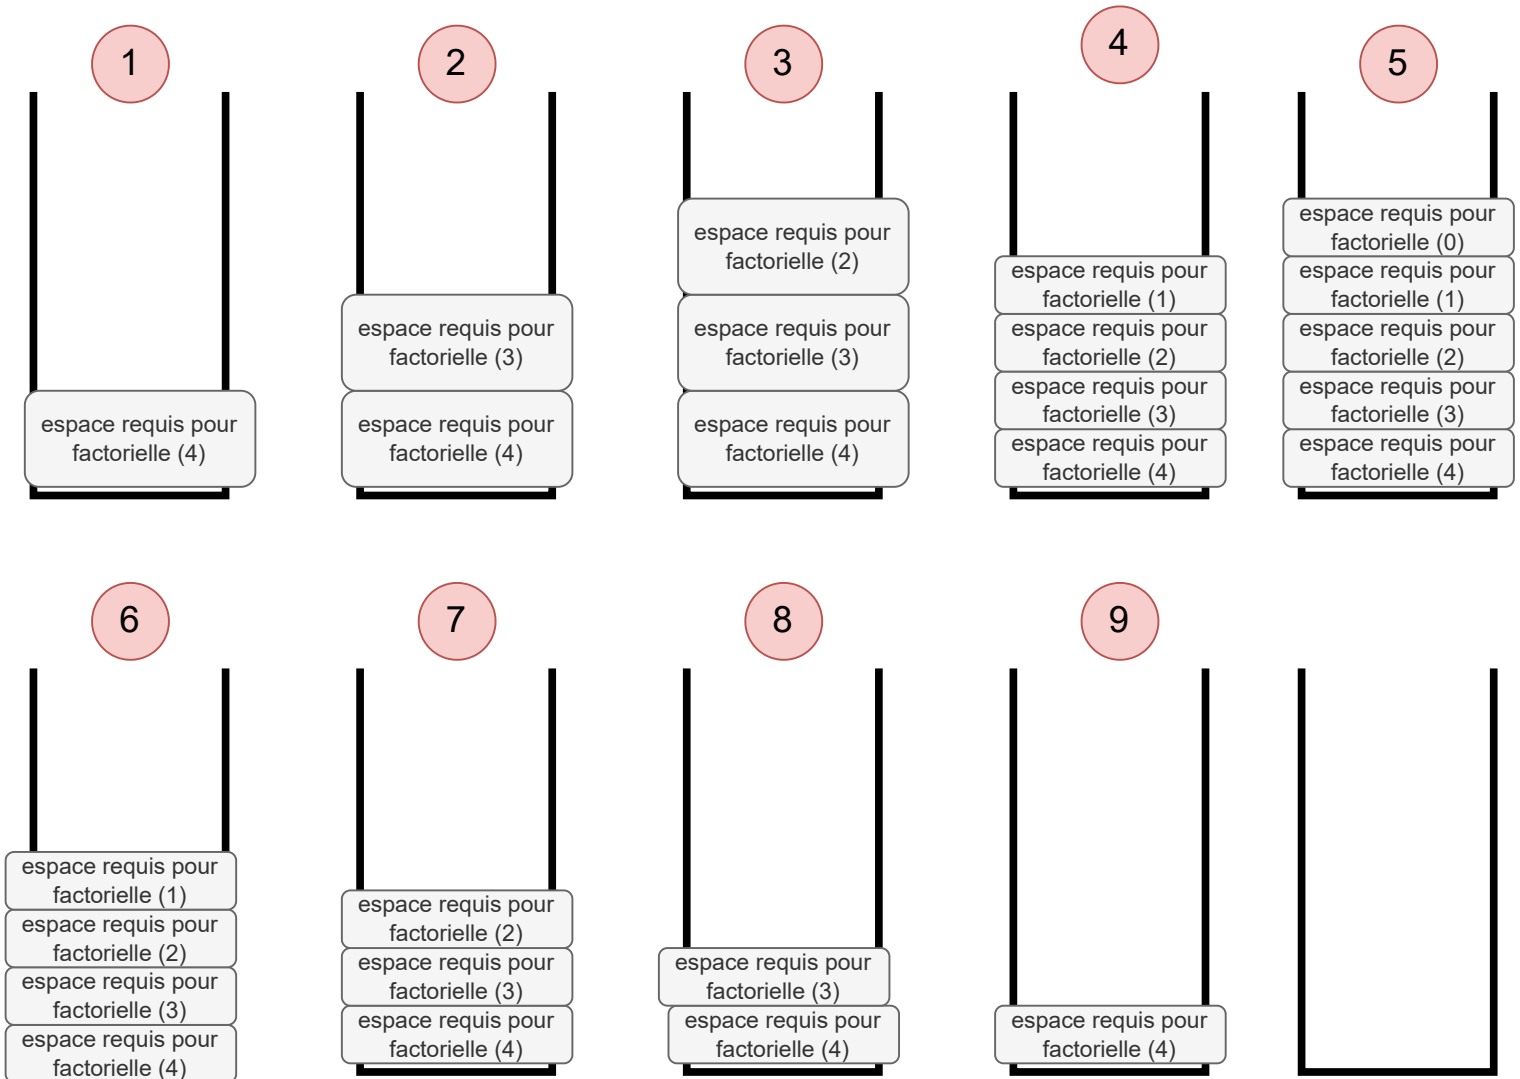 1
espace requis pour
factorielle (4)
2
espace requis pour
factorielle (3)
espace requis pour
factorielle (4)
3
espace requis pour
factorielle (2)
espace requis pour
factorielle (3)
espace requis pour
factorielle (4)
4
espace requis pour
factorielle (1)
espace requis pour
factorielle (2)
espace requis pour
factorielle (3)
espace requis pour
factorielle (4)
5
espace requis pour
factorielle (0)
espace requis pour
factorielle (1)
espace requis pour
factorielle (2)
espace requis pour
factorielle (3)
espace requis pour
factorielle (4)
6
espace requis pour
factorielle (1)
espace requis pour
factorielle (2)
espace requis pour
factorielle (3)
espace requis pour
factorielle (4)
7
espace requis pour
factorielle (2)
espace requis pour
factorielle (3)
espace requis pour
factorielle (4)
8
espace requis pour
factorielle (3)
espace requis pour
factorielle (4)
9
espace requis pour
factorielle (4)